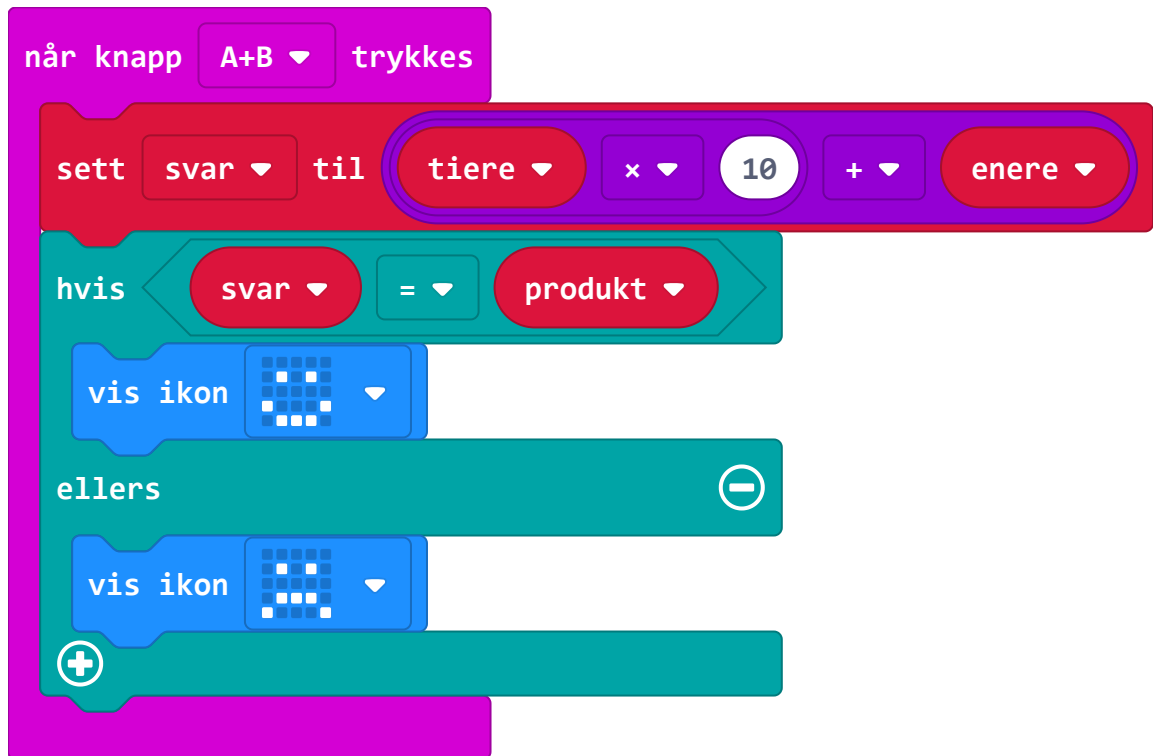 når knapp A+B trykkes
sett svar til tiere × 10 + enere
hvis svar = produkt
vis ikon
ellers
vis ikon